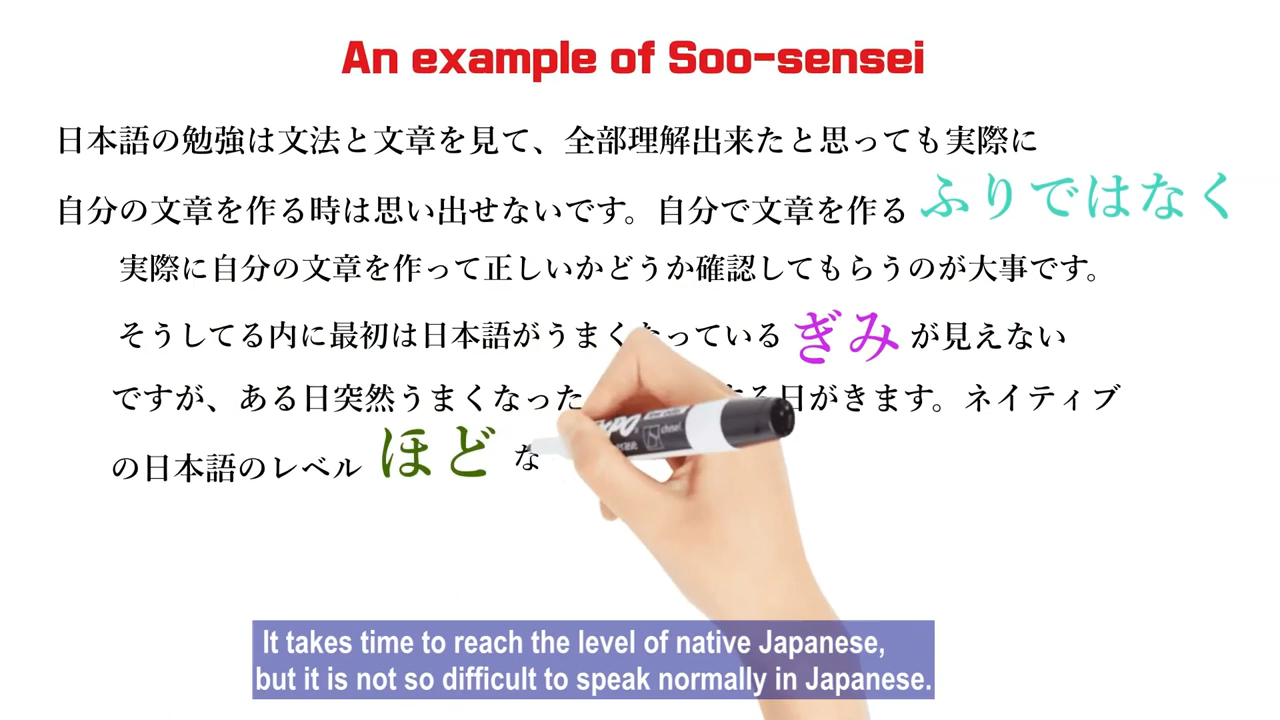 An example of Soo-sensei
日本語の勉強は文法と文章を見て、全部理解出来たと思っても実際に
自分の文章を作る時は思い出せないです。自分で文章を作る ふりではなく
実際に自分の文章を作って正しいかどうか確認してもらうのが大事です。
そうしてる内に最初は日本語がうまくなっている ぎみ が見えない
ですが、ある日突然うまくなった する日がきます。ネイティブ
の日本語のレベル ほど な
EXPO
It takes time to reach the level of native Japanese,
but it is not so difficult to speak normally in Japanese.